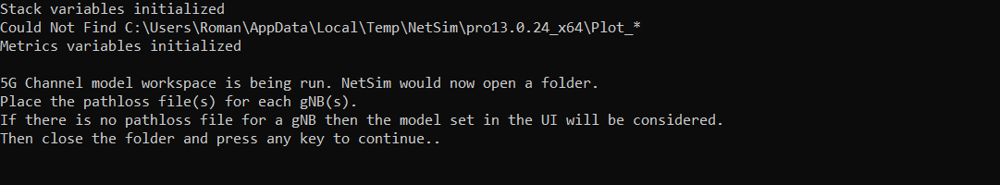 Stack variables initialized
Could Not Find C:\Users\Roman\AppData\Local\Temp\NetSim\pro13.0.24_x64\Plot_*
Metrics variables initialized
5G Channel model workspace is being run. NetSim would now open a folder.
Place the pathloss file(s) for each gNB(s).
If there is no pathloss file for a gNB then the model set in the UI will be considered.
Then close the folder and press any key to continue..